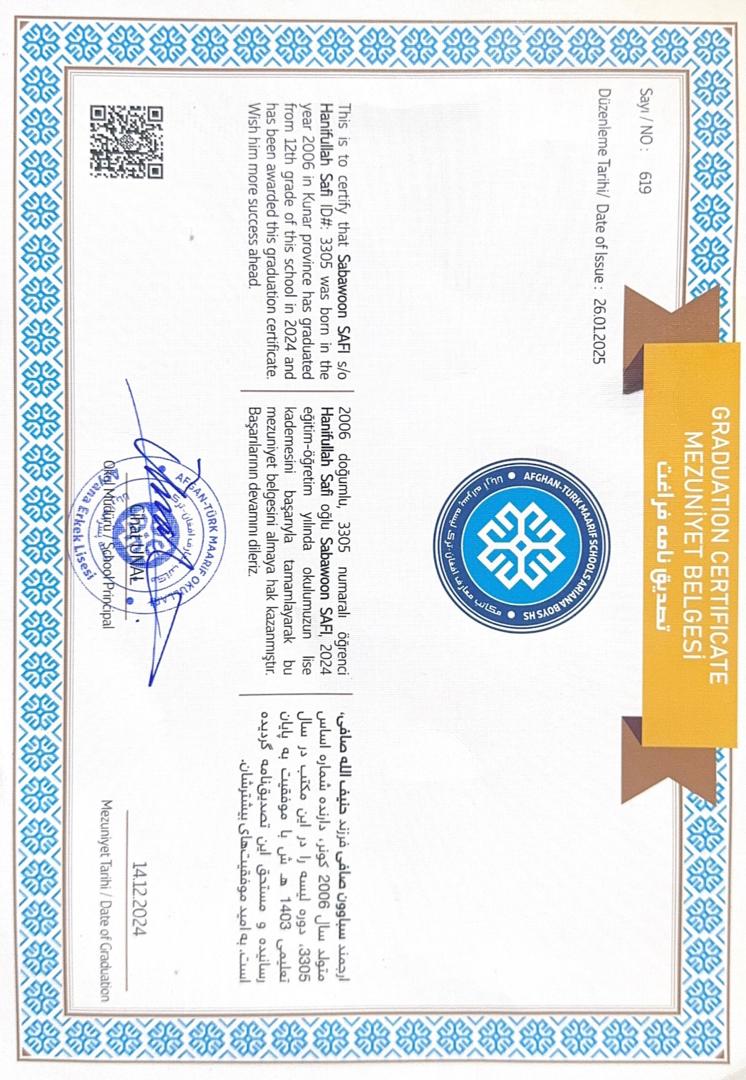 GRADUATION CERTIFICATE
MEZUNİYET BELGESİ
تصدیق نامه فراغت
Sayı / NO : 619
Düzenleme Tarihi/ Date of Issue : 26.01.2025
AFGHAN-TURK MAARIF SCHOOLS ARIANA BOYS HS
This is to certify that Sabawoon SAFI s/o
Hanifullah Safi ID#: 3305 was born in the
year 2006 in Kunar province has graduated
from 12th grade of this school in 2024 and
has been awarded this graduation certificate.
Wish him more success ahead.
2006 doğumlu, 3305 numaralı öğrenci
Hanifullah Safi oğlu Sabawoon SAFI, 2024
eğitim-öğretim yılında okulumuzun lise
kademesini başarıyla tamamlayarak bu
mezuniyet belgesini almaya hak kazanmıştır.
Başarılarının devamını dileriz.
ارجمند سباوون صافی فرزند حنیف الله صافی،
متولد سال 2006 کونر، دارنده شماره اساس
3305، دوره لیسه را در این مکتب در سال
تعلیمی 1403 هـ ش با موفقیت به پایان
رسانیده و مستحق این تصدیق‌نامه گردیده
است. به امید موفقیت‌های بیشترشان.
AFGAN-TÜRK MAARIF OKULLARI
مکاتب معارف افغان-ترک
Aryana Erkek Lisesi
Cihat ÜNAL
Okul Müdürü / School Principal
14.12.2024
Mezuniyet Tarihi / Date of Graduation